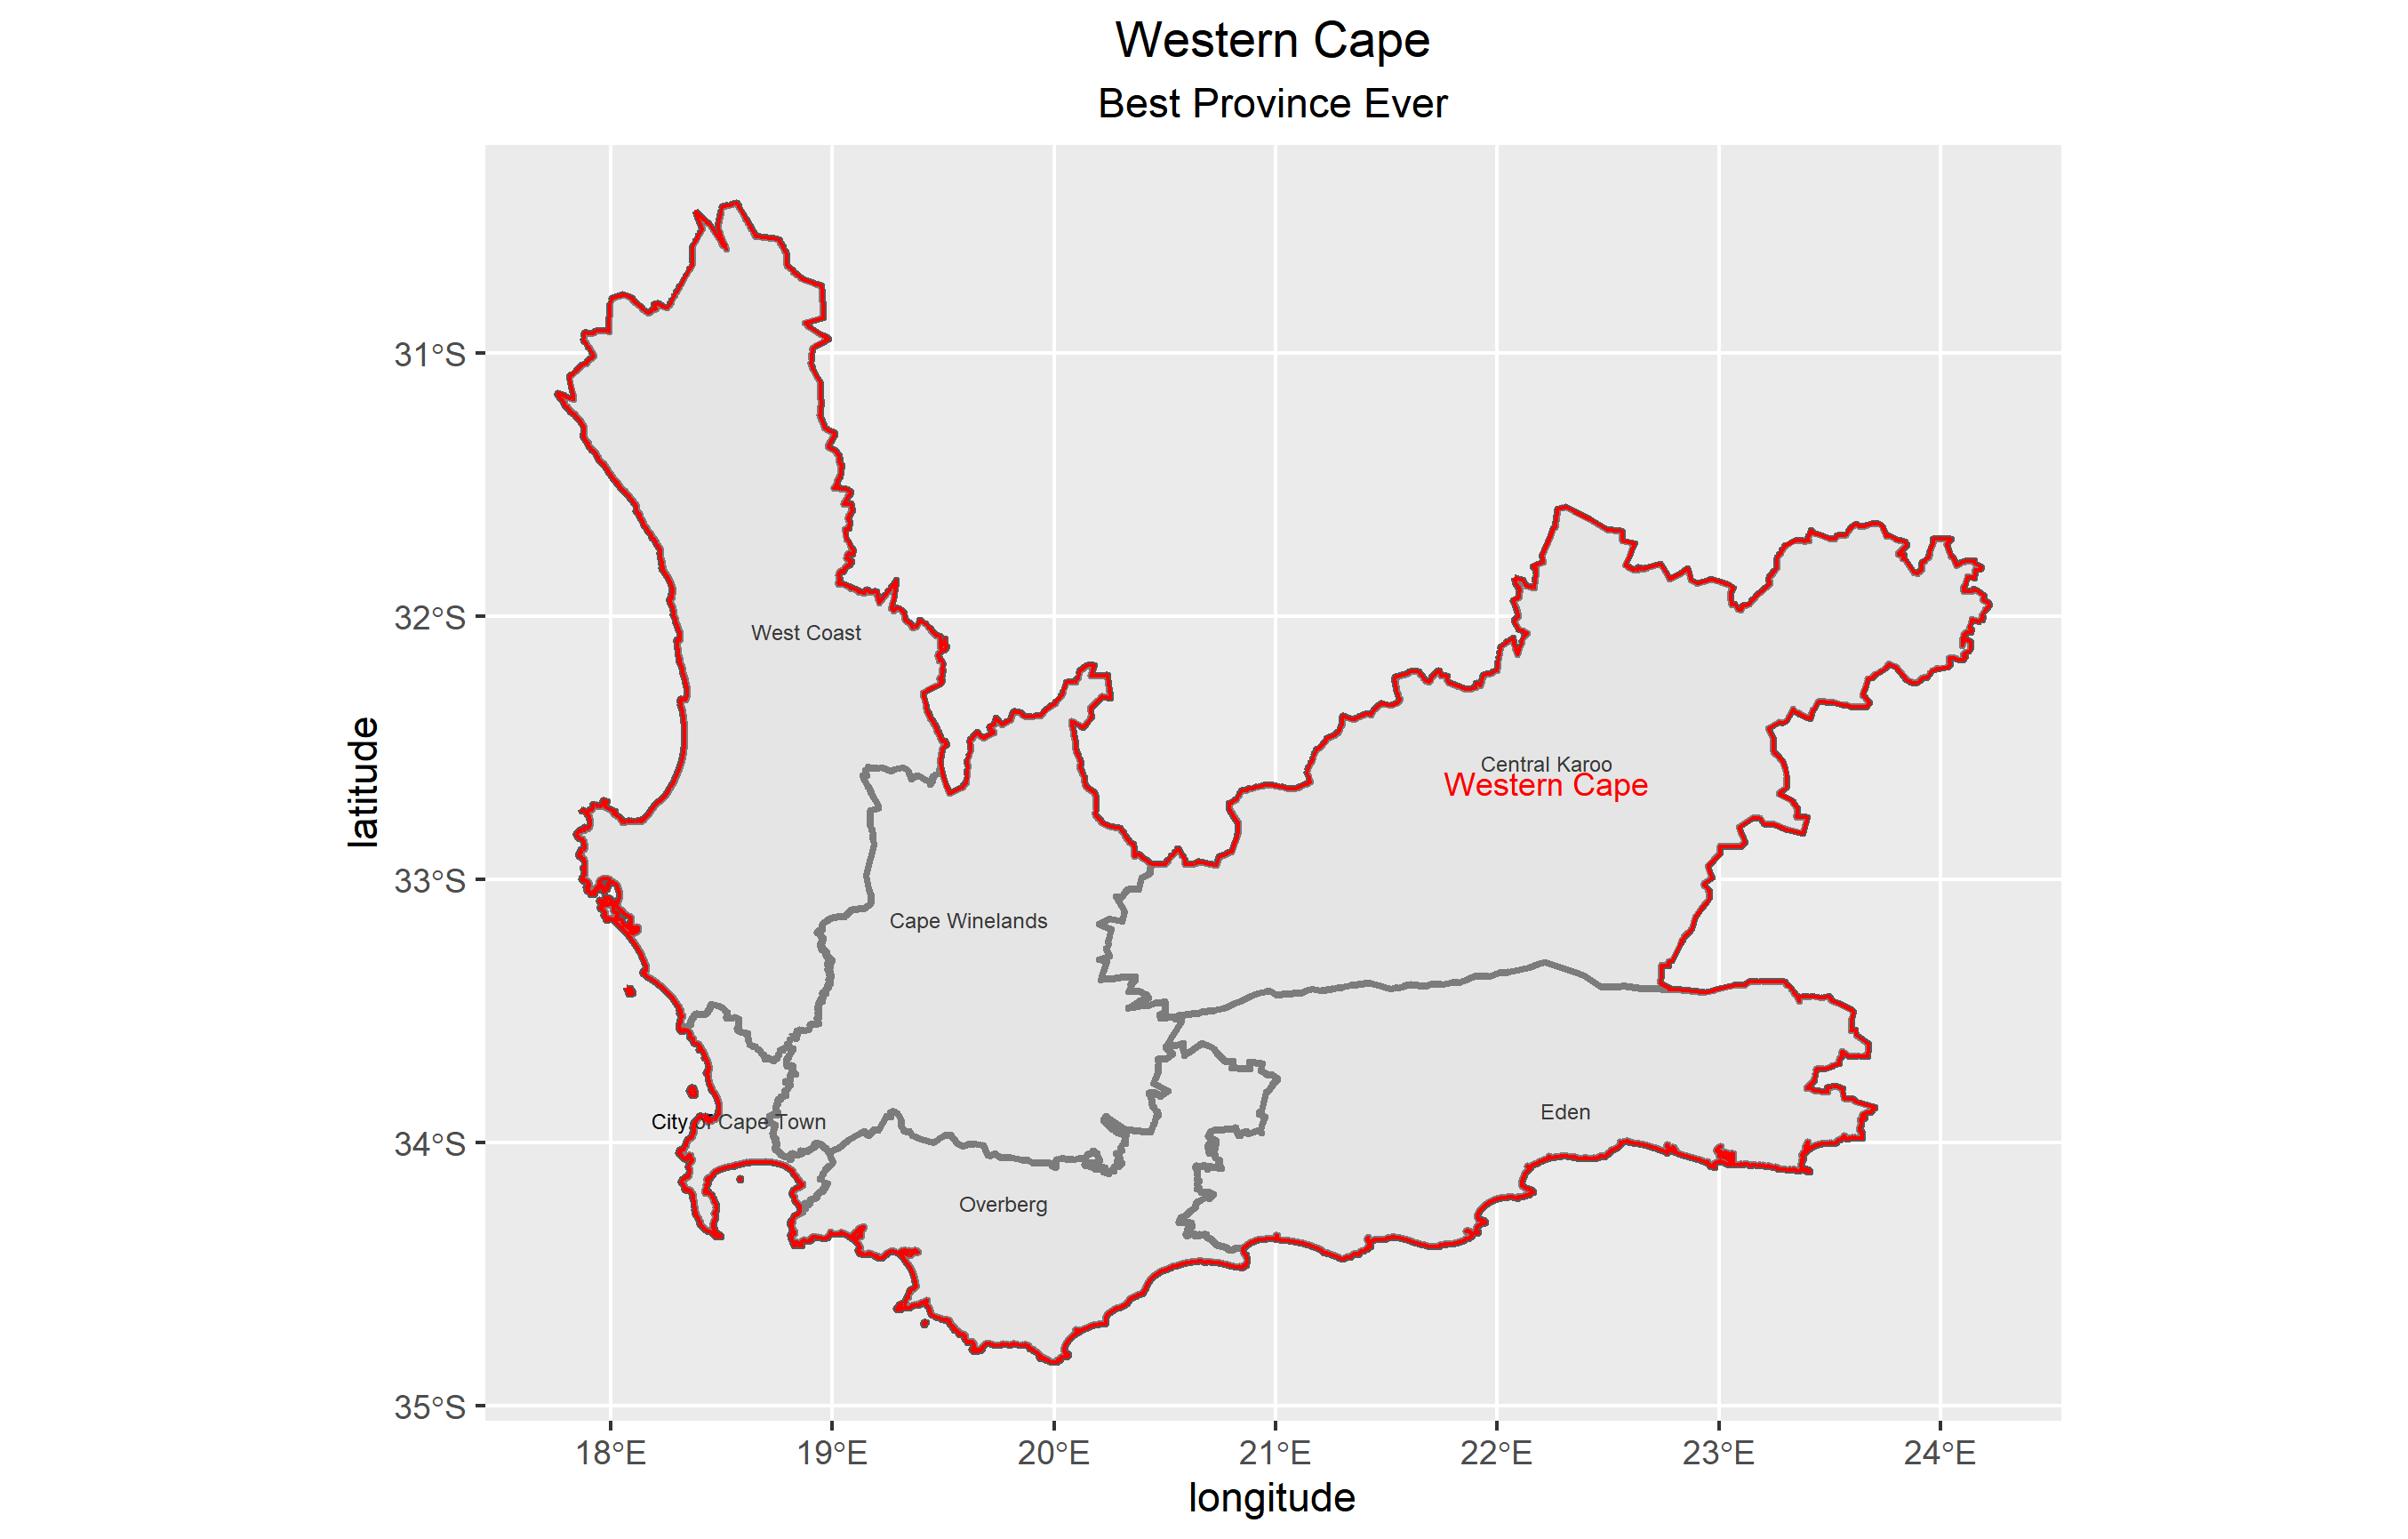 Western Cape
Best Province Ever
latitude
31°S
32°S
33°S
34°S
35°S
West Coast
Central Karoo
Western Cape
Cape Winelands
Eden
City of Cape Town
Overberg
18°E 19°E 20°E 21°E 22°E 23°E 24°E
longitude